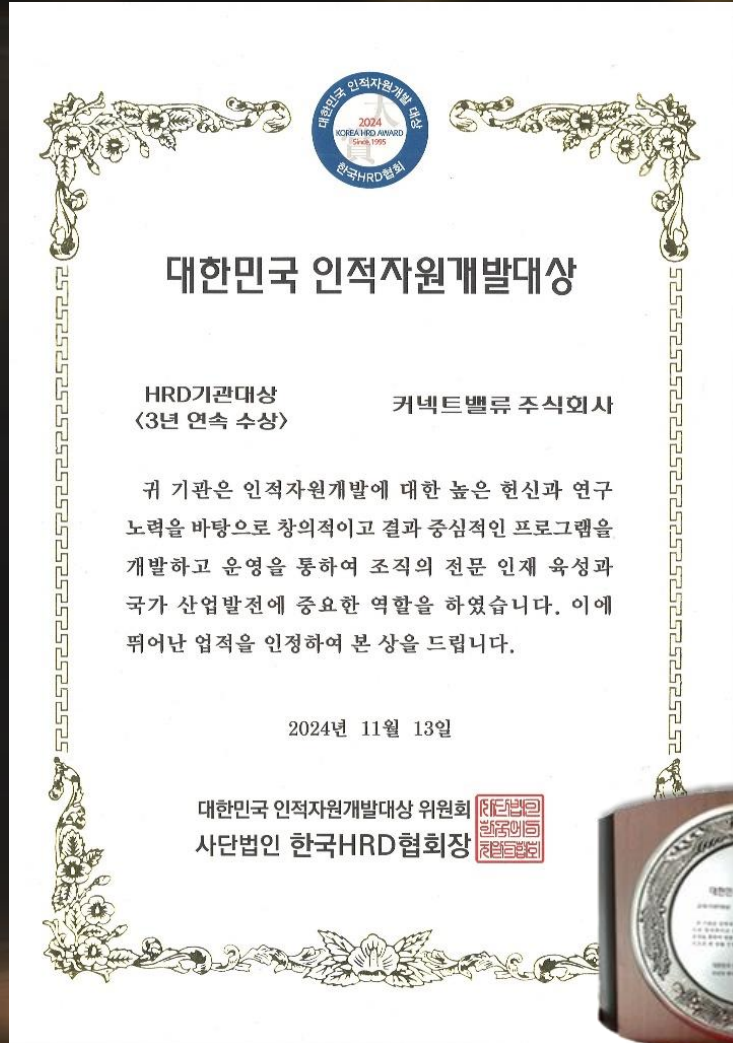 대한민국 인적자원개발 대상
2024
KOREA HRD AWARD
Since, 1995
大賞
한국HRD협회
대한민국 인적자원개발대상
HRD기관대상
커넥트밸류 주식회사
<3년 연속 수상>
귀 기관은 인적자원개발에 대한 높은 헌신과 연구
노력을 바탕으로 창의적이고 결과 중심적인 프로그램을
개발하고 운영을 통하여 조직의 전문 인재 육성과
국가 산업발전에 중요한 역할을 하였습니다. 이에
뛰어난 업적을 인정하여 본 상을 드립니다.
2024년 11월 13일
대한민국 인적자원개발대상 위원회
사단법인 한국HRD협회장